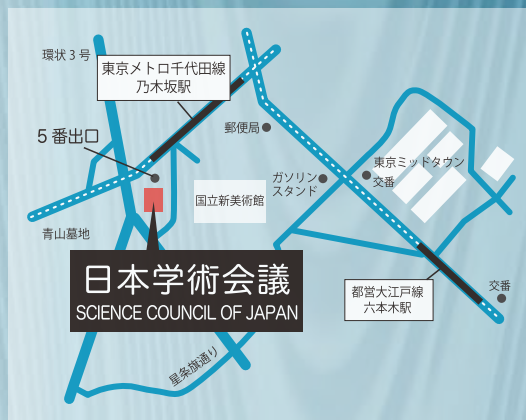 環状3号
東京メトロ千代田線
乃木坂駅
5番出口
郵便局
ガソリン
スタンド
東京ミッドタウン
交番
国立新美術館
青山墓地
日本学術会議
SCIENCE COUNCIL OF JAPAN
都営大江戸線
六本木駅
交番
星条旗通り